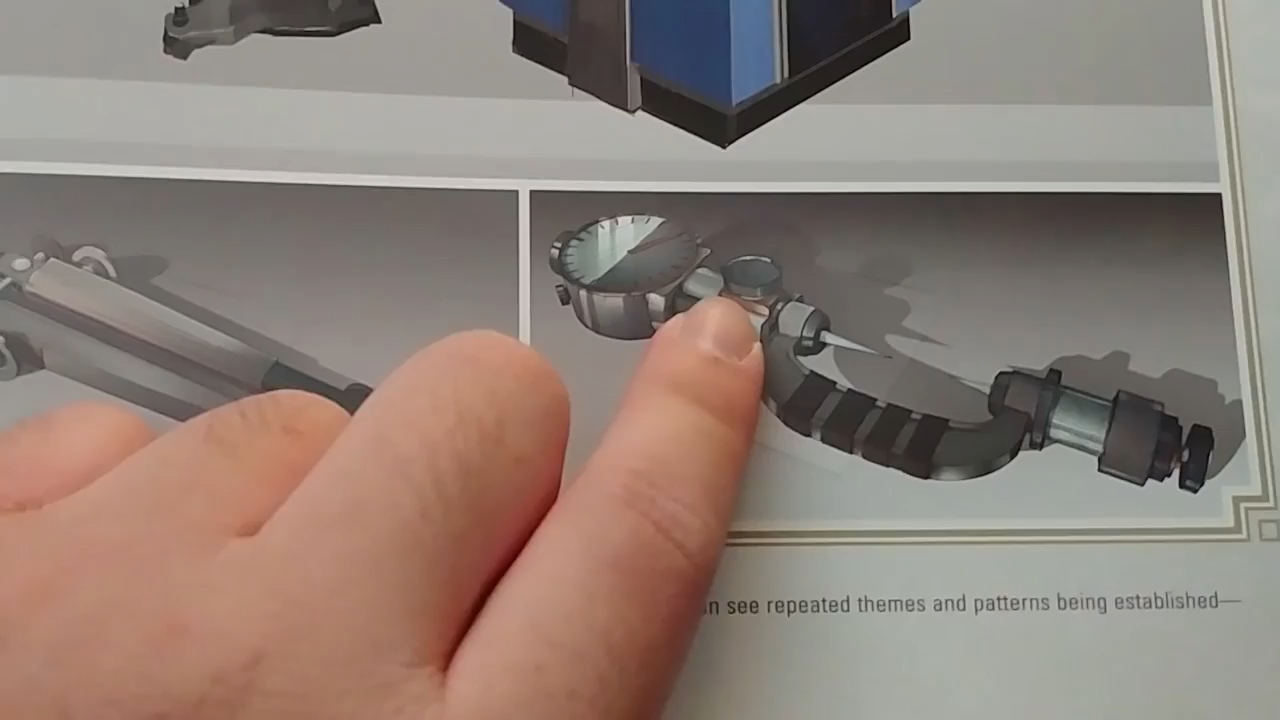 see repeated themes and patterns being established—